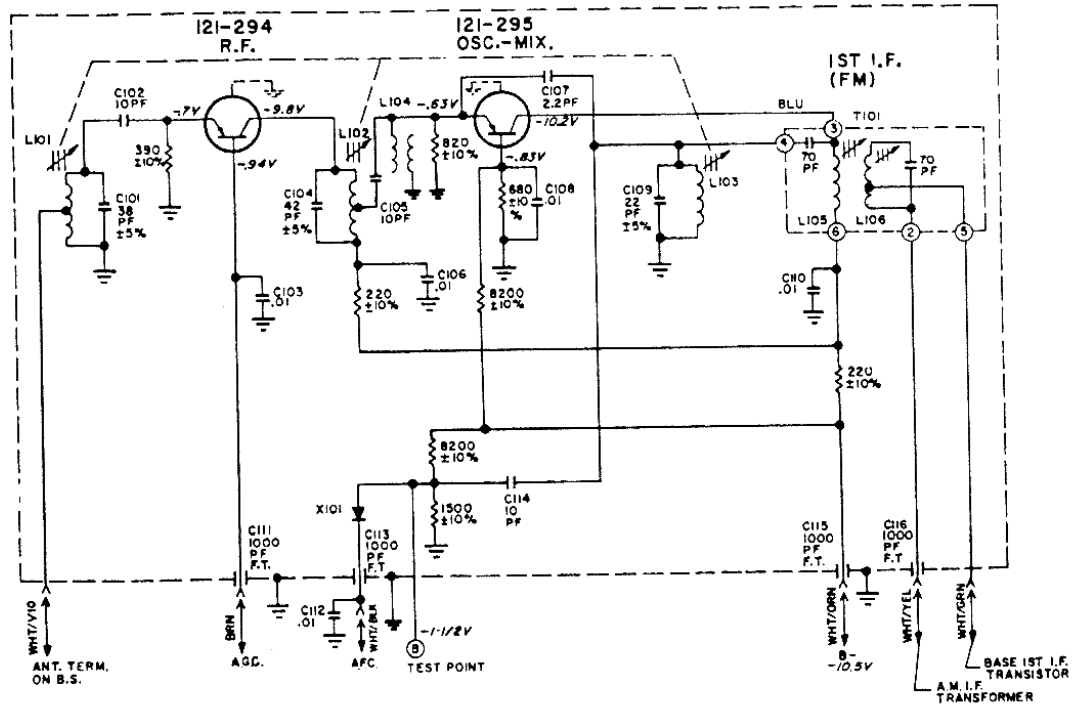 121-294
R.F.
121-295
OSC.-MIX.
1ST I.F.
(FM)
C102
10PF
-.7V
-9.8V
L104
-.63V
C107
2.2PF
-10.2V
BLU
T101
3
4
L101
390
±10%
-.94V
L102
820
±10%
-.83V
70
PF
70
PF
C101
38
PF
±5%
C104
42
PF
±5%
C105
10PF
680
±10
%
C108
.01
C109
22
PF
±5%
L103
L105
L106
6
2
5
C103
.01
C106
.01
220
±10%
8200
±10%
C110
.01
220
±10%
8200
±10%
X101
1500
±10%
C114
10
PF
C111
1000
PF
F.T.
C113
1000
PF
F.T
C115
1000
PF
F.T.
C116
1000
PF
F.T.
WHT/V10
BRN
C112
.01
WHT/BLK
-1-1/2V
B
WHT/ORN
WHT/YEL
WHT/GRN
ANT. TERM.
ON B.S.
A.G.C.
AFC.
TEST POINT
B-
-10.5V
BASE 1ST I.F.
TRANSISTOR
A.M. I.F.
TRANSFORMER